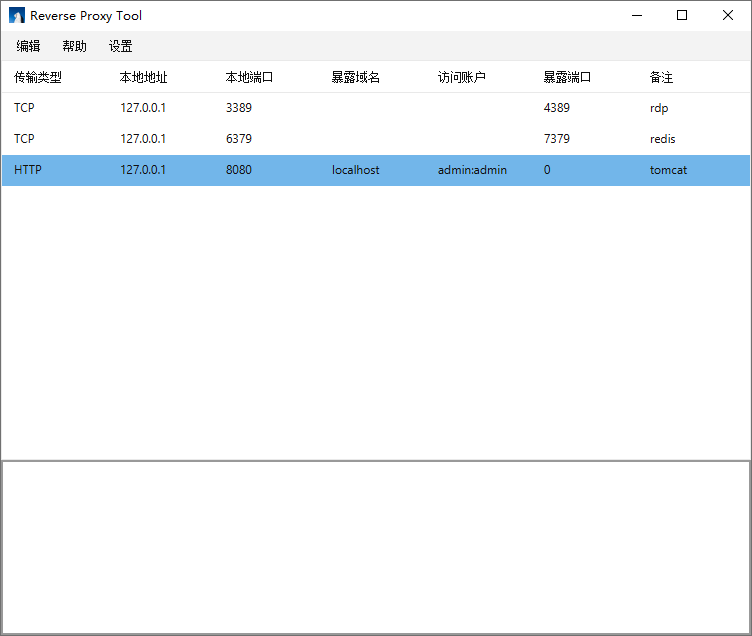 Reverse Proxy Tool
编辑 帮助 设置
传输类型 本地地址 本地端口 暴露域名 访问账户 暴露端口 备注
TCP 127.0.0.1 3389 4389 rdp
TCP 127.0.0.1 6379 7379 redis
HTTP 127.0.0.1 8080 localhost admin:admin 0 tomcat